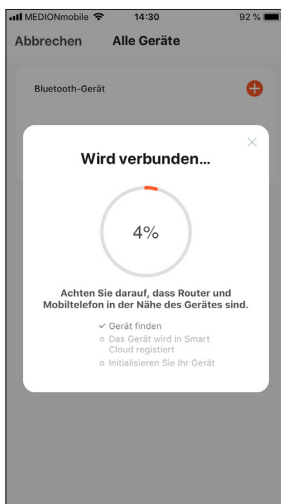 MEDIONmobile 14:30 92 %
Abbrechen Alle Geräte
Bluetooth-Gerät
Wird verbunden...
4%
Achten Sie darauf, dass Router und
Mobiltelefon in der Nähe des Gerätes sind.
Gerät finden
Das Gerät wird in Smart
Cloud registiert
Initialisieren Sie Ihr Gerät